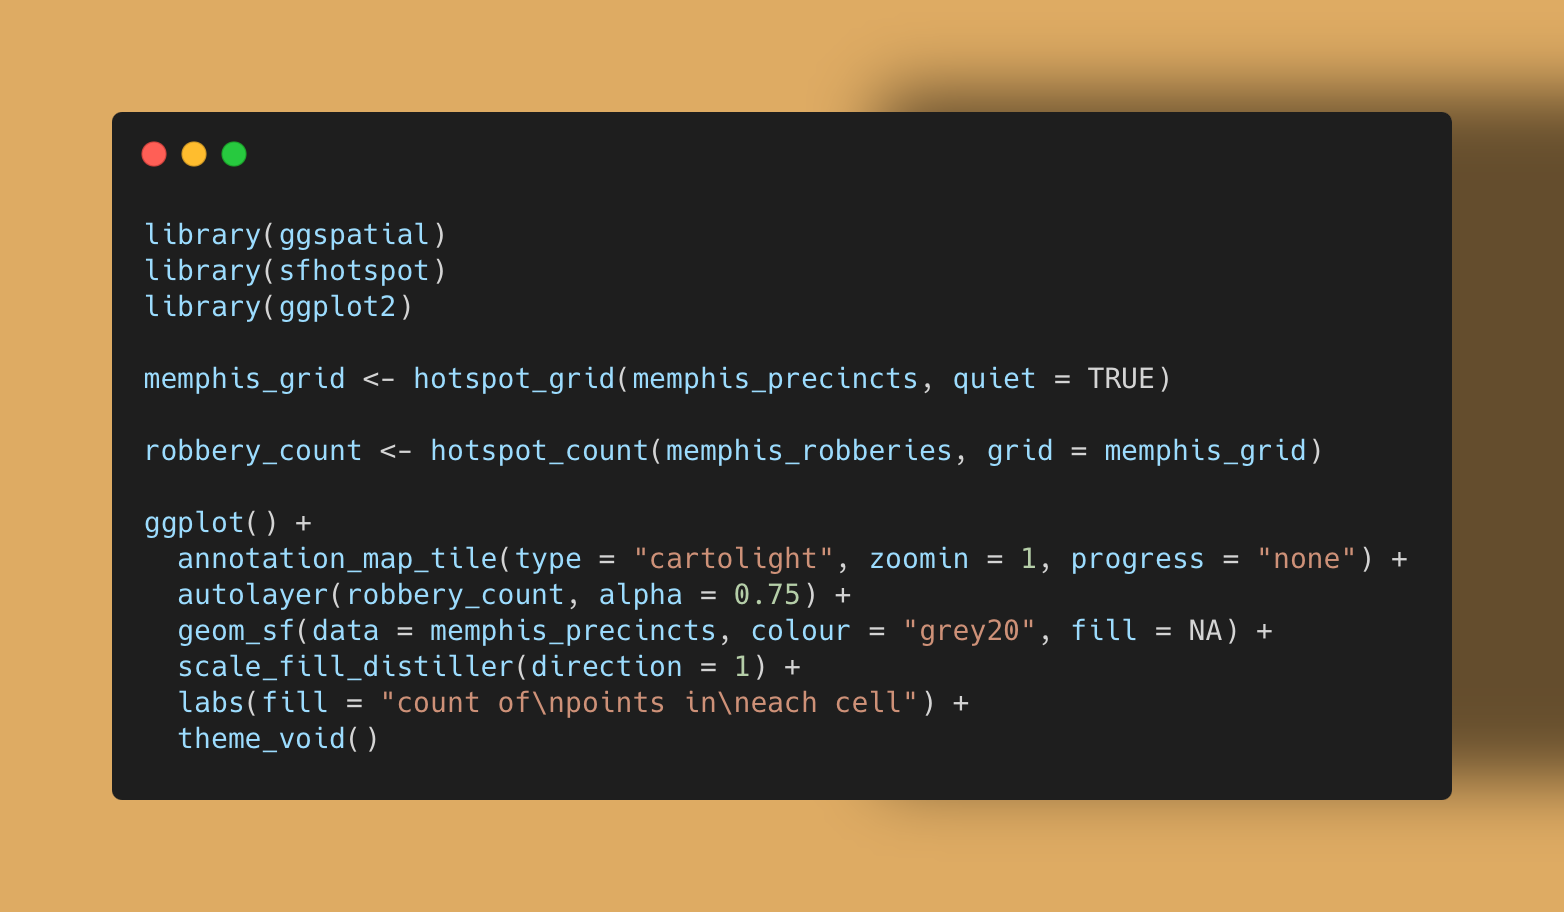 library(ggspatial)
library(sfhotspot)
library(ggplot2)

memphis_grid <- hotspot_grid(memphis_precincts, quiet = TRUE)

robbery_count <- hotspot_count(memphis_robberies, grid = memphis_grid)

ggplot() +
  annotation_map_tile(type = "cartolight", zoomin = 1, progress = "none") +
  autolayer(robbery_count, alpha = 0.75) +
  geom_sf(data = memphis_precincts, colour = "grey20", fill = NA) +
  scale_fill_distiller(direction = 1) +
  labs(fill = "count of\npoints in\neach cell") +
  theme_void()